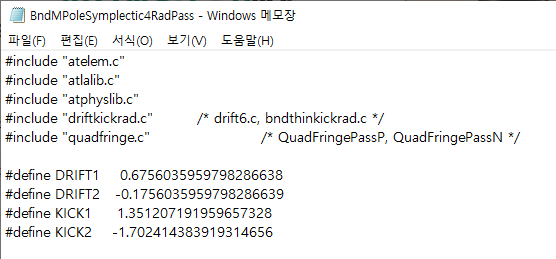 BndMPoleSymplectic4RadPass - Windows 메모장
파일(F) 편집(E) 서식(O) 보기(V) 도움말(H)
#include "atelem.c"
#include "atlalib.c"
#include "atphyslib.c"
#include "driftkickrad.c" /* drift6.c, bndthinkickrad.c */
#include "quadfringe.c" /* QuadFringePassP, QuadFringePassN */
#define DRIFT1 0.6756035959798286638
#define DRIFT2 -0.1756035959798286639
#define KICK1 1.351207191959657328
#define KICK2 -1.702414383919314656